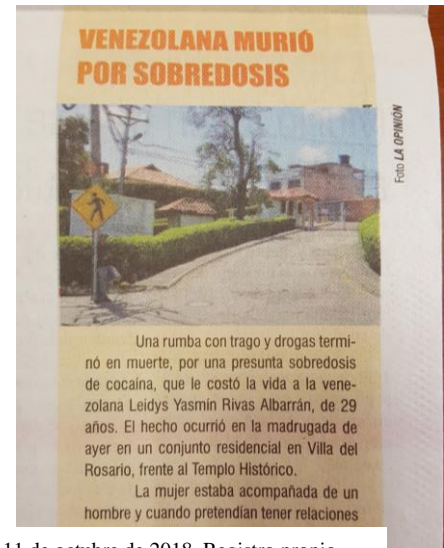 VENEZOLANA MURIÓ
POR SOBREDOSIS
Foto LA OPINIÓN
Una rumba con trago y drogas termi-
nó en muerte, por una presunta sobredosis
de cocaína, que le costó la vida a la vene-
zolana Leidys Yasmín Rivas Albarrán, de 29
años. El hecho ocurrió en la madrugada de
ayer en un conjunto residencial en Villa del
Rosario, frente al Templo Histórico.
La mujer estaba acompañada de un
hombre y cuando pretendían tener relaciones
11 de octubre de 2018. Registro propio